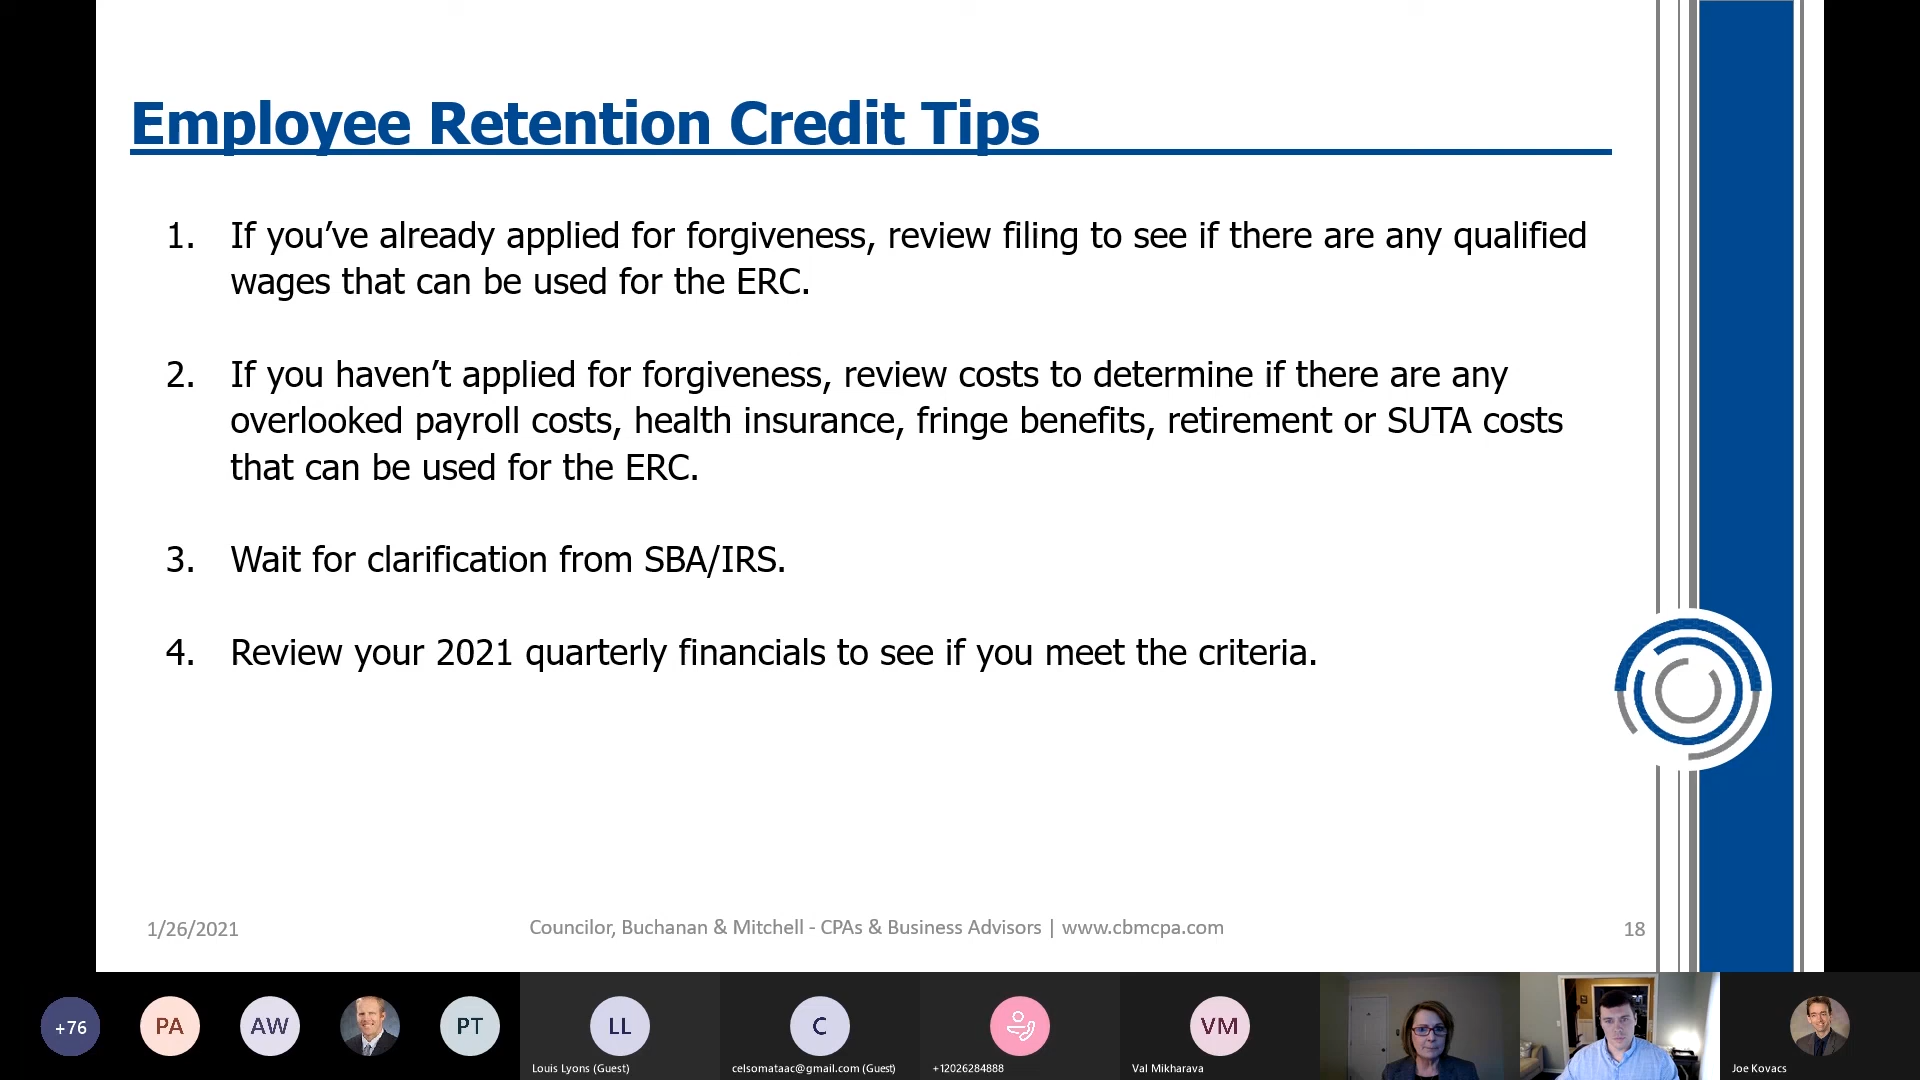 Employee Retention Credit Tips
1. If you’ve already applied for forgiveness, review filing to see if there are any qualified
wages that can be used for the ERC.
2. If you haven’t applied for forgiveness, review costs to determine if there are any
overlooked payroll costs, health insurance, fringe benefits, retirement or SUTA costs
that can be used for the ERC.
3. Wait for clarification from SBA/IRS.
4. Review your 2021 quarterly financials to see if you meet the criteria.
1/26/2021
Councilor, Buchanan & Mitchell - CPAs & Business Advisors | www.cbmcpa.com
18
+76
PA
AW
PT
LL
C
VM
Louis Lyons (Guest)
celsomataac@gmail.com (Guest)
+12026284888
Val Mikharava
Joe Kovacs